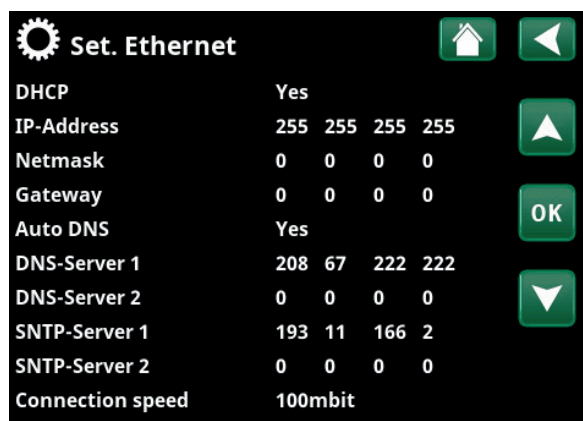 Set. Ethernet
DHCP Yes
IP-Address 255 255 255 255
Netmask 0 0 0 0
Gateway 0 0 0 0
OK
Auto DNS Yes
DNS-Server 1 208 67 222 222
DNS-Server 2 0 0 0 0
SNTP-Server 1 193 11 166 2
SNTP-Server 2 0 0 0 0
Connection speed 100mbit